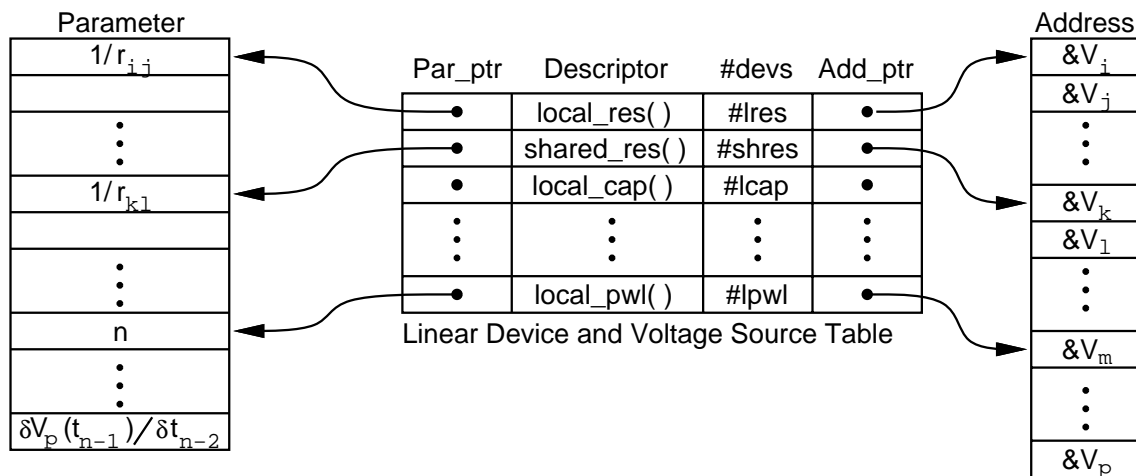 Parameter
1/r_ij
1/r_kl
n
δV_p(t_n-1)/δt_n-2
Par_ptr Descriptor #devs Add_ptr
local_res( ) #lres
shared_res( ) #shres
local_cap( ) #lcap
local_pwl( ) #lpwl
Linear Device and Voltage Source Table
Address
&V_i
&V_j
&V_k
&V_l
&V_m
&V_p